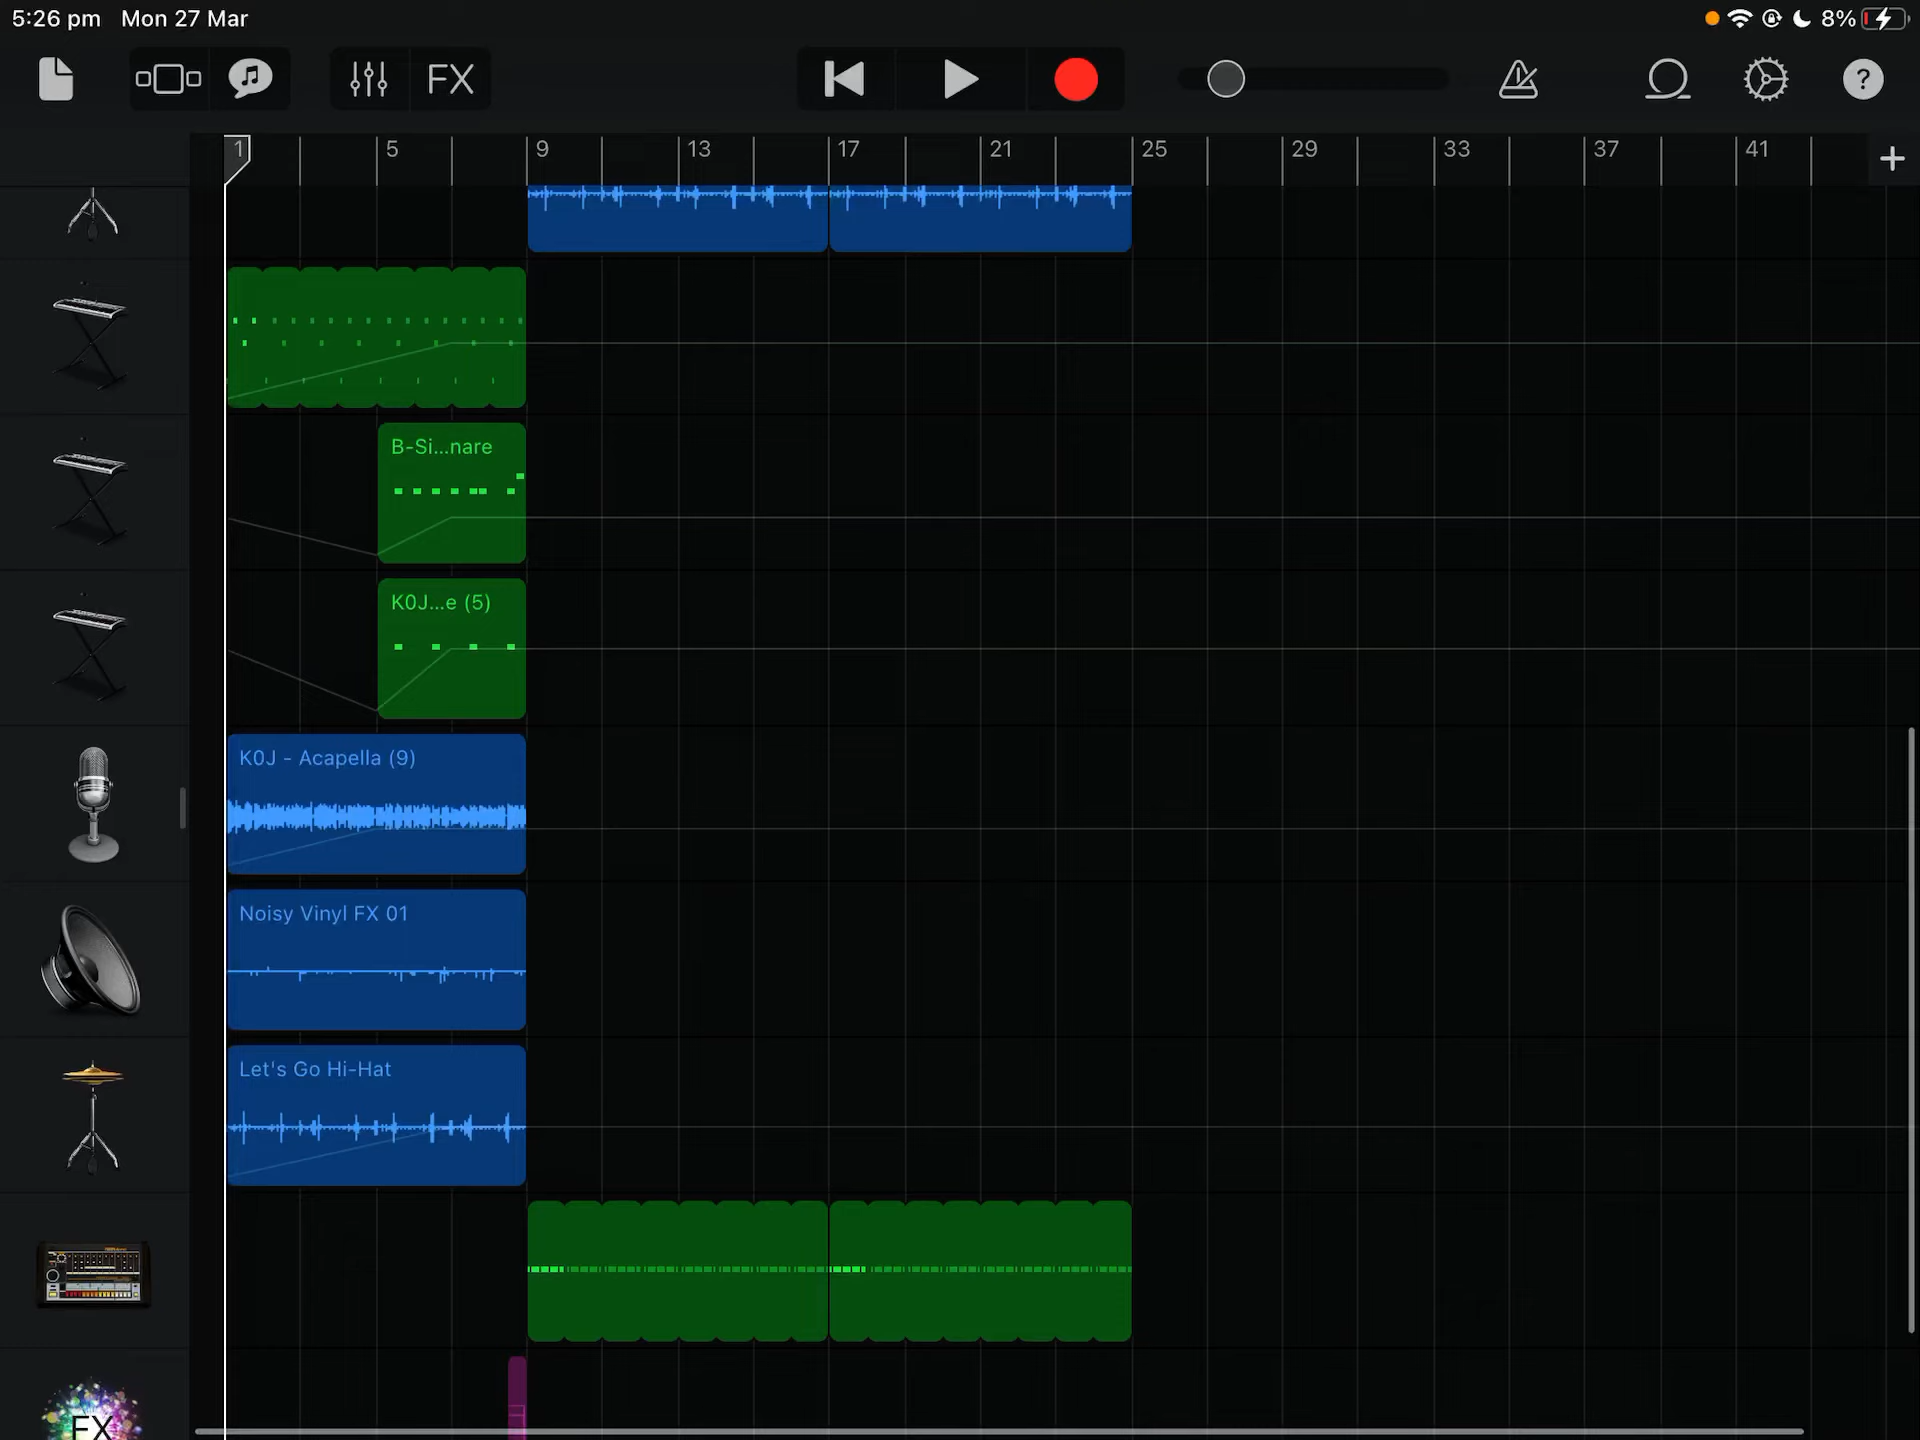 5:26 pm Mon 27 Mar
8%
FX
?
1 5 9 13 17 21 25 29 33 37 41
+
B-Si...nare
K0J...e (5)
K0J - Acapella (9)
Noisy Vinyl FX 01
Let's Go Hi-Hat
FX